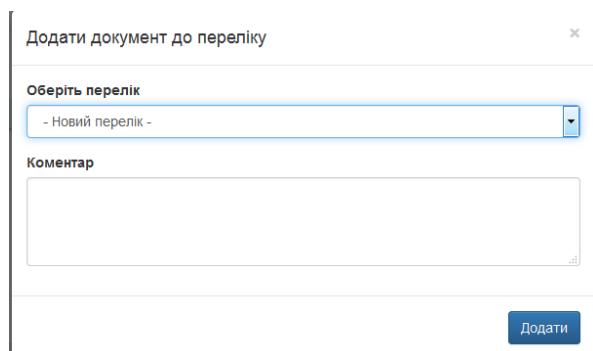 Додати документ до переліку
×
Оберіть перелік
- Новий перелік -
Коментар
Додати